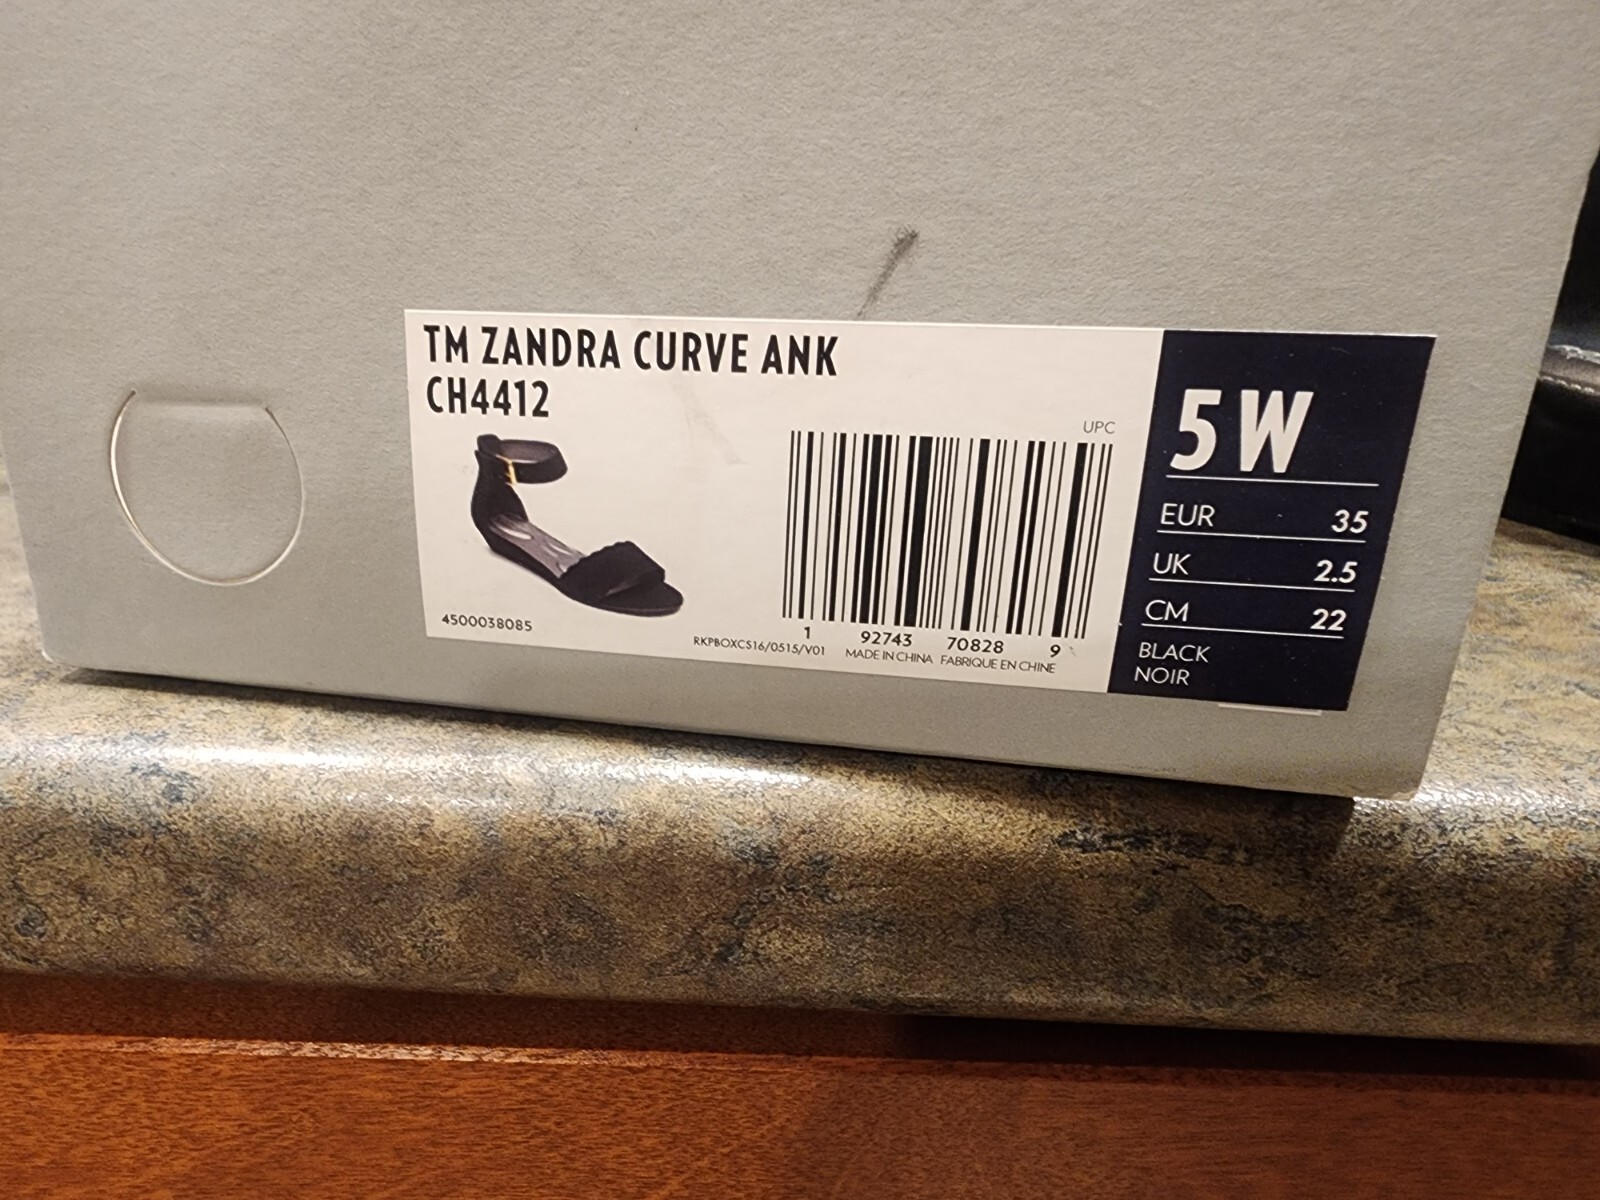 TM ZANDRA CURVE ANK
CH4412
UPC
1 92743 70828 9
4500038085
RKPBOXCS16/0515/V01 MADE IN CHINA FABRIQUE EN CHINE
5W
EUR 35
UK 2.5
CM 22
BLACK
NOIR